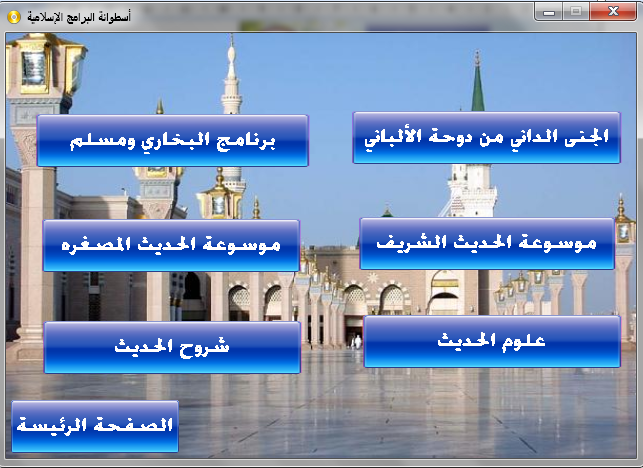 أسطوانة البرامج الإسلامية
الجنى الداني من دوحة الألباني
برنامج البخاري ومسلم
موسوعة الحديث الشريف
موسوعة الحديث المصغره
علوم الحديث
شروح الحديث
الصفحة الرئيسة